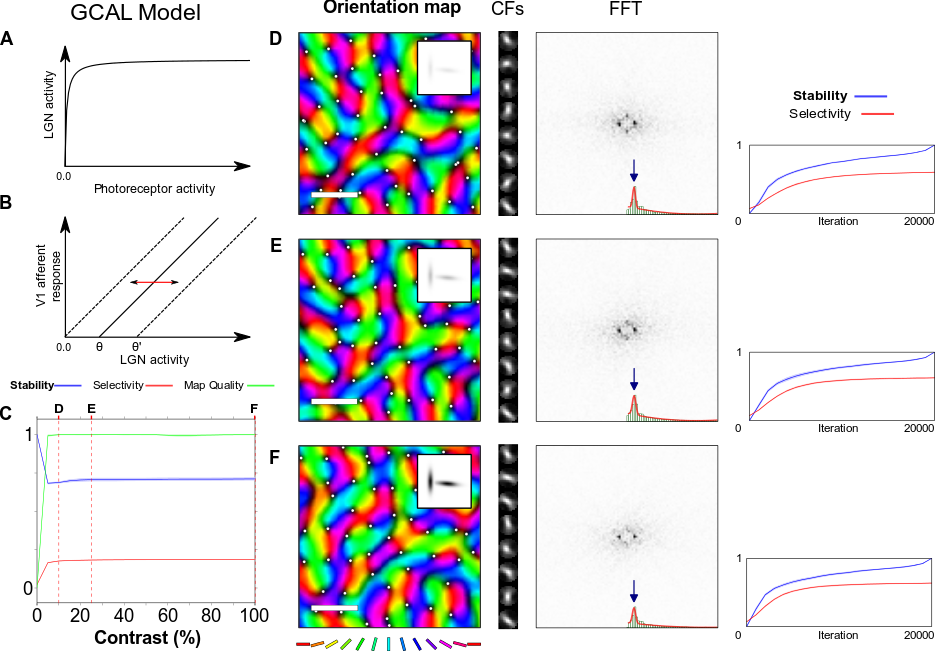 GCAL Model
Orientation map
CFs
FFT
A
LGN activity
0.0
Photoreceptor activity
B
V1 afferent
response
0.0
θ
θ'
LGN activity
Stability
Selectivity
Map Quality
C
D
E
F
1
0
0
20
40
60
80
100
Contrast (%)
D
Stability
Selectivity
1
0
Iteration
20000
E
1
0
Iteration
20000
F
1
0
Iteration
20000